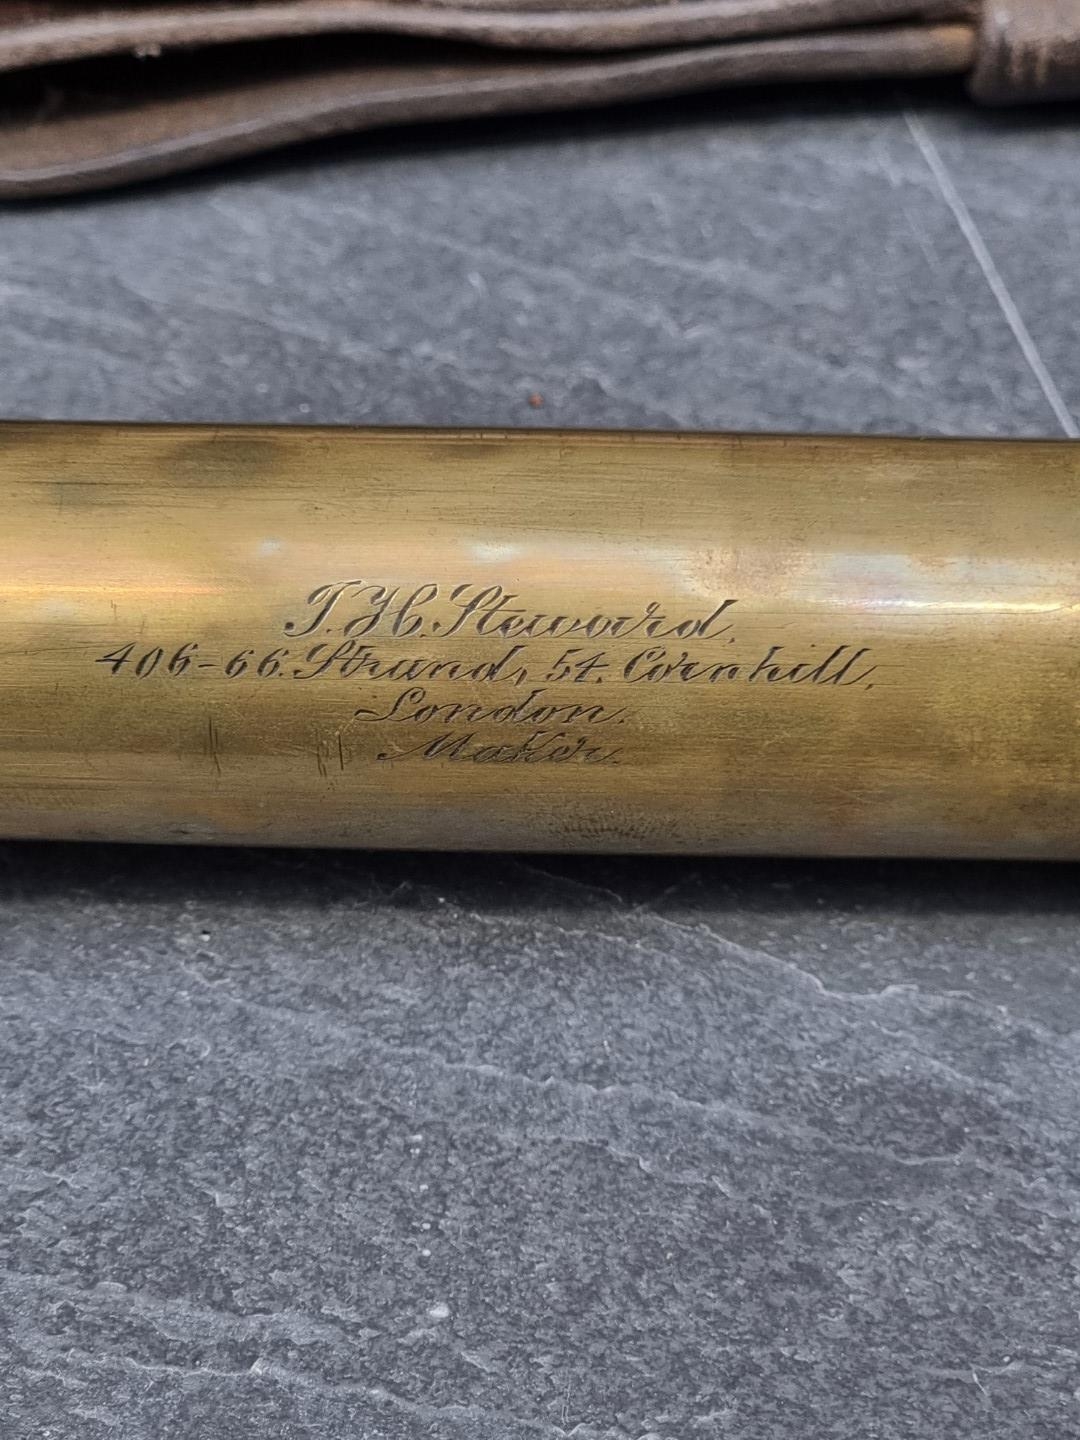 J.H. Steward,
406-66. Strand, 54. Cornhill,
London.
Maker.